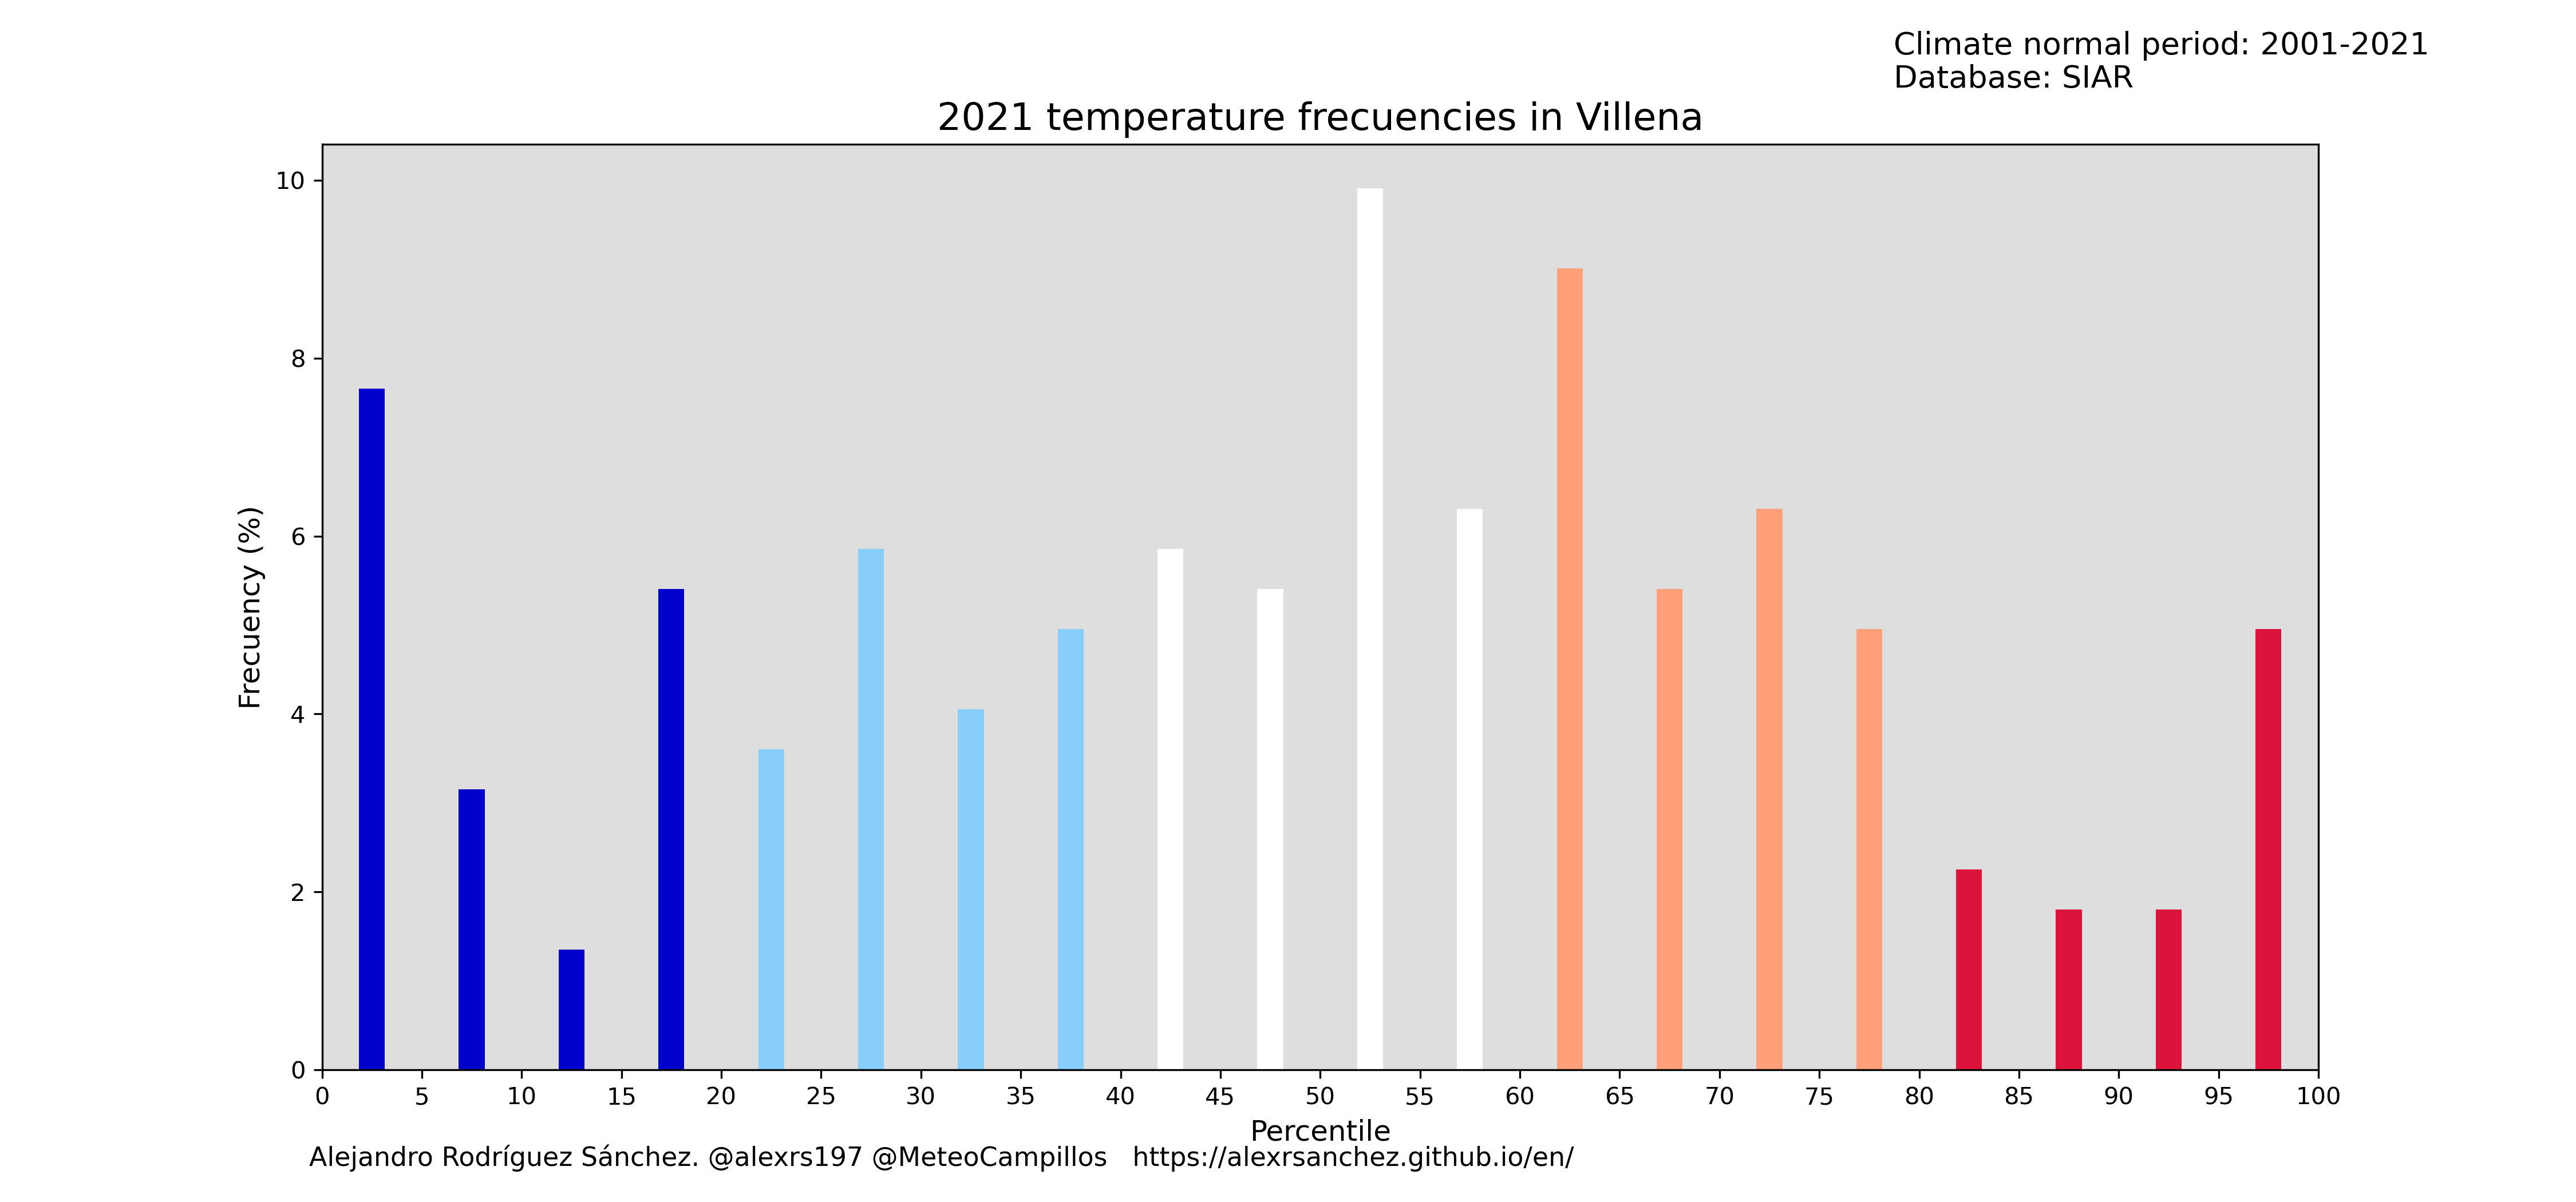 Climate normal period: 2001-2021
Database: SIAR
2021 temperature frecuencies in Villena
10
8
6
4
2
0
Frecuency (%)
0 5 10 15 20 25 30 35 40 45 50 55 60 65 70 75 80 85 90 95 100
Percentile
Alejandro Rodríguez Sánchez. @alexrs197 @MeteoCampillos   https://alexrsanchez.github.io/en/